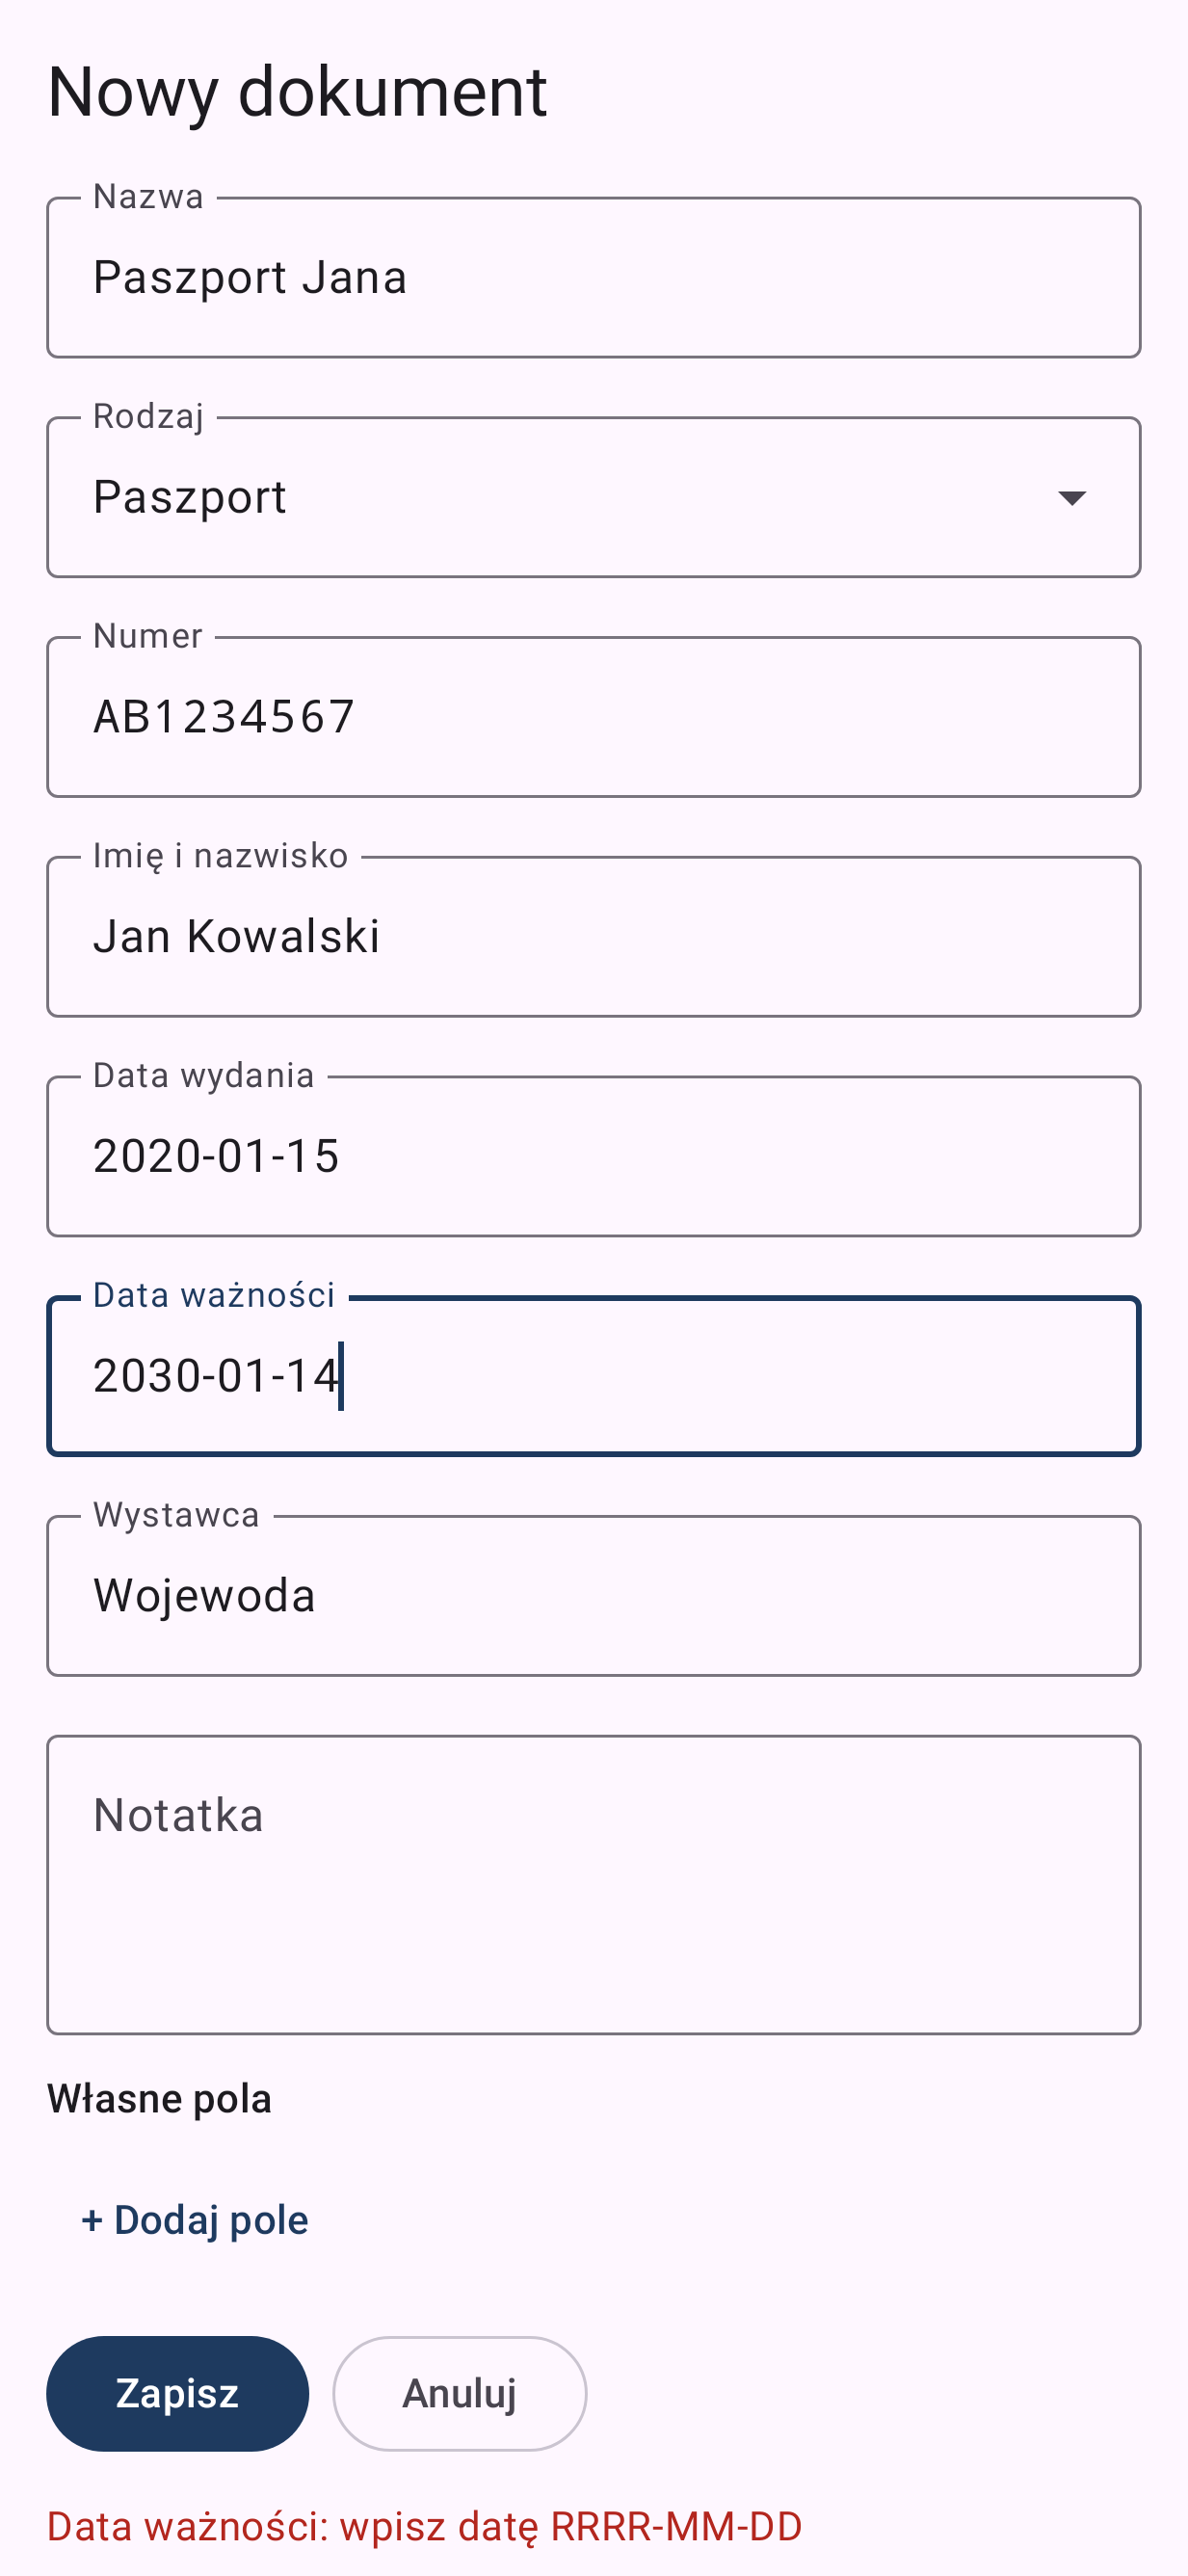 Nowy dokument
Nazwa
Paszport Jana
Rodzaj
Paszport
Numer
AB1234567
Imię i nazwisko
Jan Kowalski
Data wydania
2020-01-15
Data ważności
2030-01-14
Wystawca
Wojewoda
Notatka
Własne pola
+ Dodaj pole
Zapisz Anuluj
Data ważności: wpisz datę RRRR-MM-DD